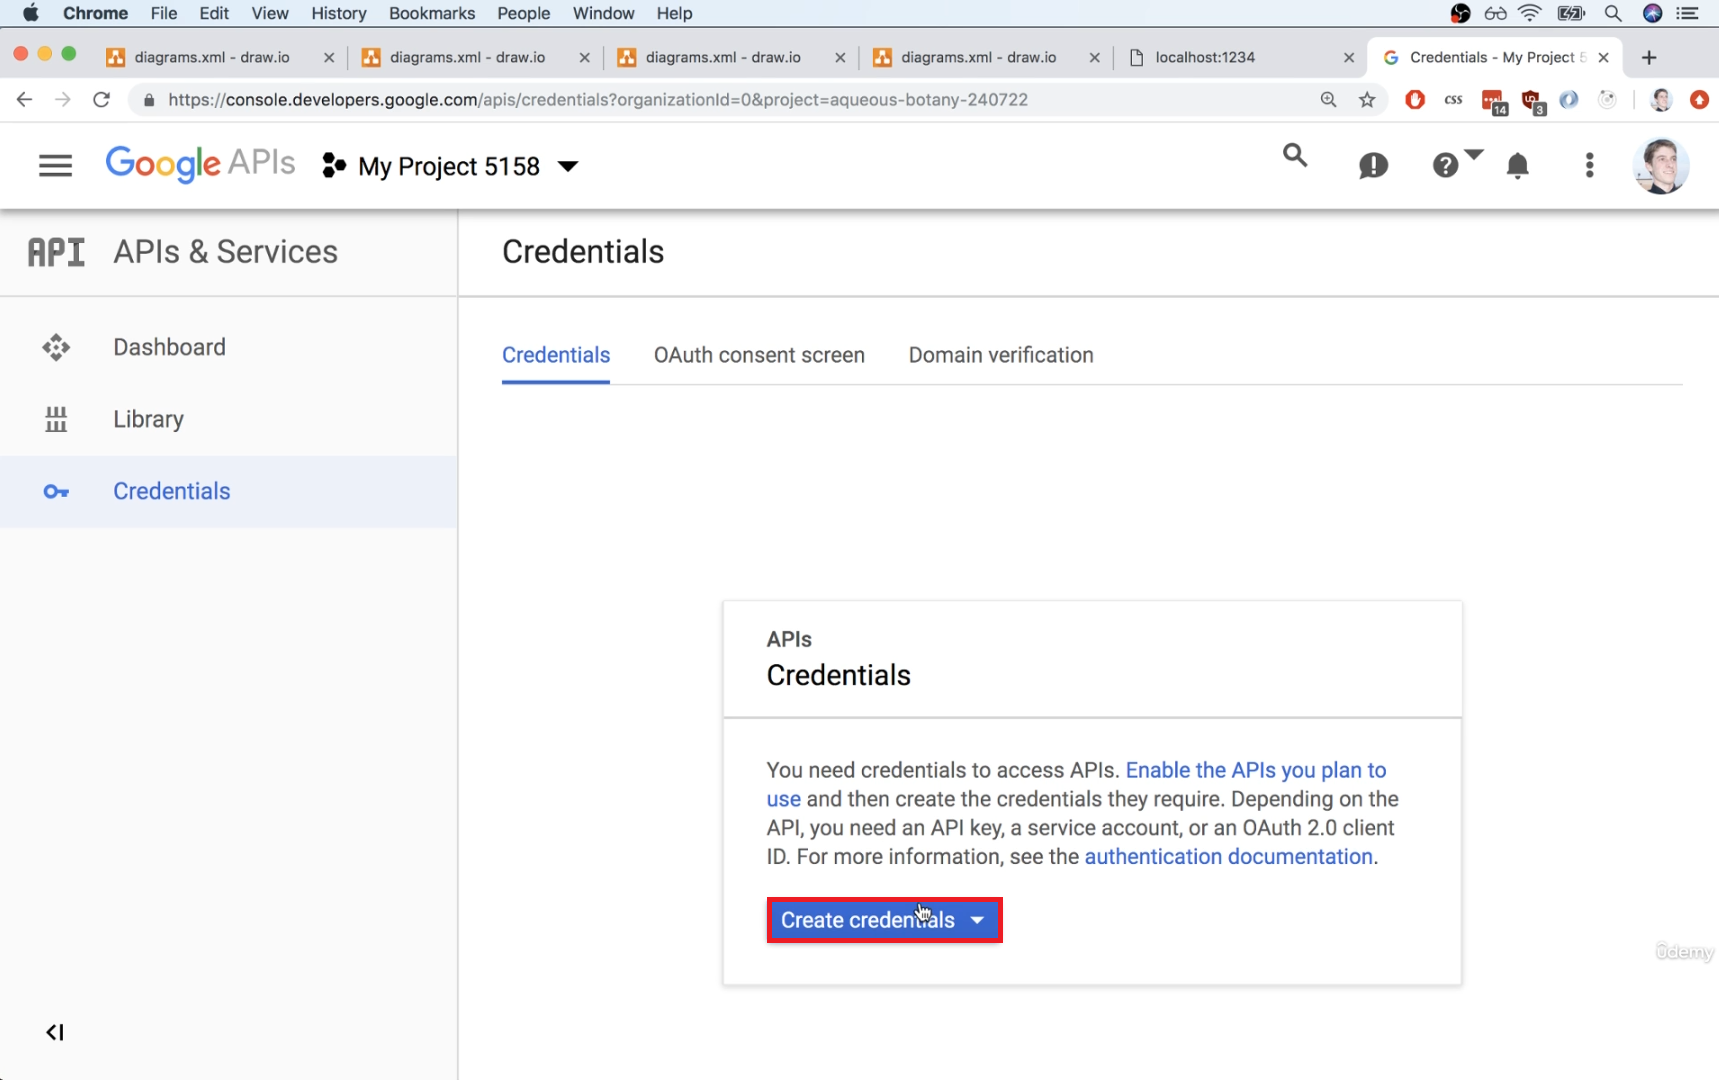 Chrome File Edit View History Bookmarks People Window Help
diagrams.xml - draw.io diagrams.xml - draw.io diagrams.xml - draw.io diagrams.xml - draw.io localhost:1234 Credentials - My Project 5
https://console.developers.google.com/apis/credentials?organizationId=0&project=aqueous-botany-240722
CSS 14 3
Google APIs My Project 5158
API APIs & Services
Credentials
Dashboard
Library
Credentials
Credentials OAuth consent screen Domain verification
APIs
Credentials
You need credentials to access APIs. Enable the APIs you plan to
use and then create the credentials they require. Depending on the
API, you need an API key, a service account, or an OAuth 2.0 client
ID. For more information, see the authentication documentation.
Create credentials
ûdemy